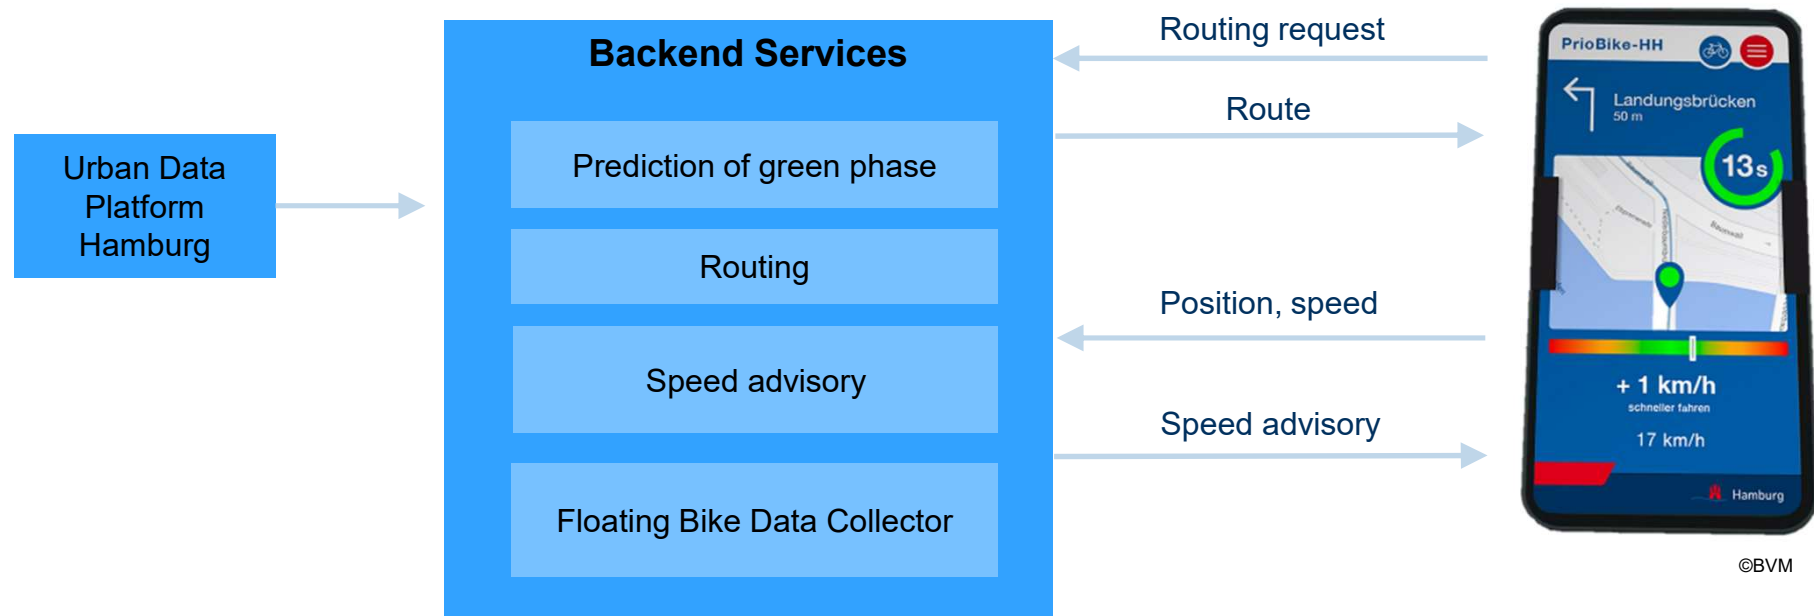 Urban Data
Platform
Hamburg
Backend Services
Prediction of green phase
Routing
Speed advisory
Floating Bike Data Collector
Routing request
Route
Position, speed
Speed advisory
PrioBike-HH
Landungsbrücken
50 m
13s
Baumwall
+ 1 km/h
schneller fahren
17 km/h
Hamburg
©BVM